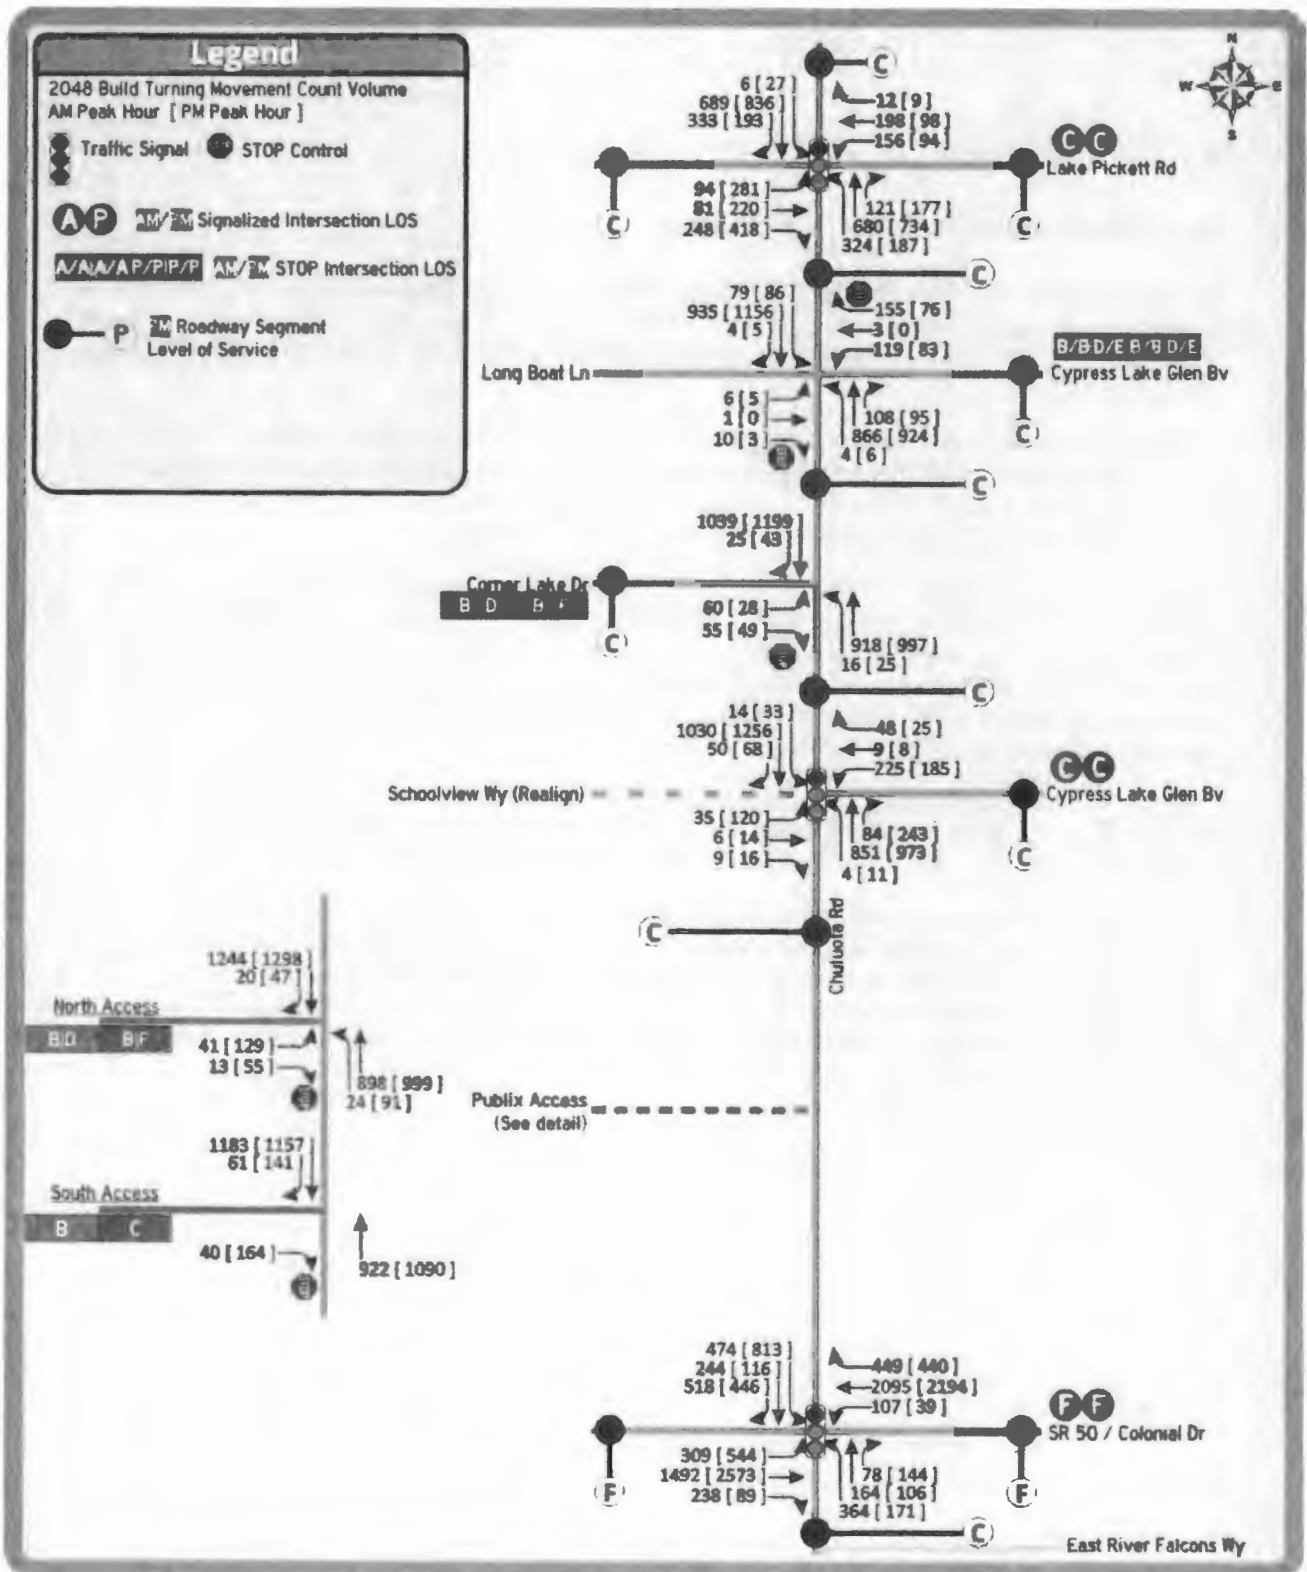 Legend
2048 Build Turning Movement Count Volume
AM Peak Hour [ PM Peak Hour ]
Traffic Signal STOP Control
A P AM/PM Signalized Intersection LOS
A/A|A/A P/P|P/P AM/PM STOP Intersection LOS
P PM Roadway Segment
Level of Service
N
W E
S
C
6 [ 27 ]
689 [ 836 ]
333 [ 193 ]
12 [ 9 ]
198 [ 98 ]
156 [ 94 ]
C C
Lake Pickett Rd
C
94 [ 281 ]
81 [ 220 ]
248 [ 418 ]
121 [ 177 ]
680 [ 734 ]
324 [ 187 ]
C
C
79 [ 86 ]
935 [ 1156 ]
4 [ 5 ]
155 [ 76 ]
3 [ 0 ]
119 [ 83 ]
B/B D/E B/B D/E
Long Boat Ln
Cypress Lake Glen Bv
6 [ 5 ]
1 [ 0 ]
10 [ 3 ]
108 [ 95 ]
866 [ 924 ]
4 [ 6 ]
C
C
1039 [ 1199 ]
25 [ 43 ]
Corner Lake Dr
B D B F
C
60 [ 28 ]
55 [ 49 ]
918 [ 997 ]
16 [ 25 ]
C
14 [ 33 ]
1030 [ 1256 ]
50 [ 68 ]
48 [ 25 ]
9 [ 8 ]
225 [ 185 ]
C C
Schoolview Wy (Realign)
Cypress Lake Glen Bv
35 [ 120 ]
6 [ 14 ]
9 [ 16 ]
84 [ 243 ]
851 [ 973 ]
4 [ 11 ]
C
C
Chuluota Rd
1244 [ 1298 ]
20 [ 47 ]
North Access
B D B F
41 [ 129 ]
13 [ 55 ]
898 [ 999 ]
24 [ 91 ]
Publix Access
(See detail)
1183 [ 1157 ]
61 [ 141 ]
South Access
B C
40 [ 164 ]
922 [ 1090 ]
474 [ 813 ]
244 [ 116 ]
518 [ 446 ]
449 [ 440 ]
2095 [ 2194 ]
107 [ 39 ]
F F
SR 50 / Colonial Dr
F
309 [ 544 ]
1492 [ 2573 ]
238 [ 89 ]
78 [ 144 ]
164 [ 106 ]
364 [ 171 ]
F
C
East River Falcons Wy